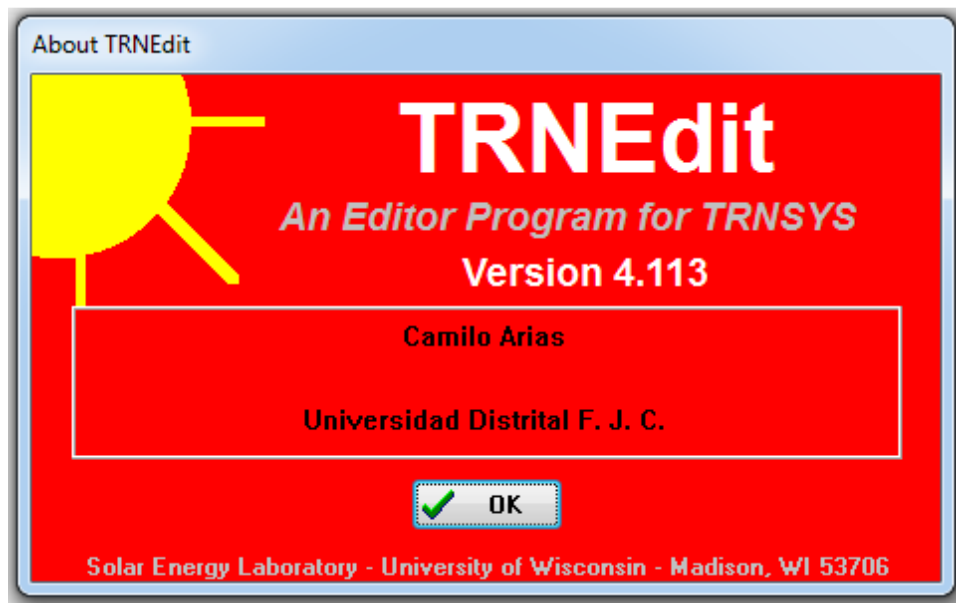 About TRNEdit
TRNEdit
An Editor Program for TRNSYS
Version 4.113
Camilo Arias
Universidad Distrital F. J. C.
OK
Solar Energy Laboratory - University of Wisconsin - Madison, WI 53706